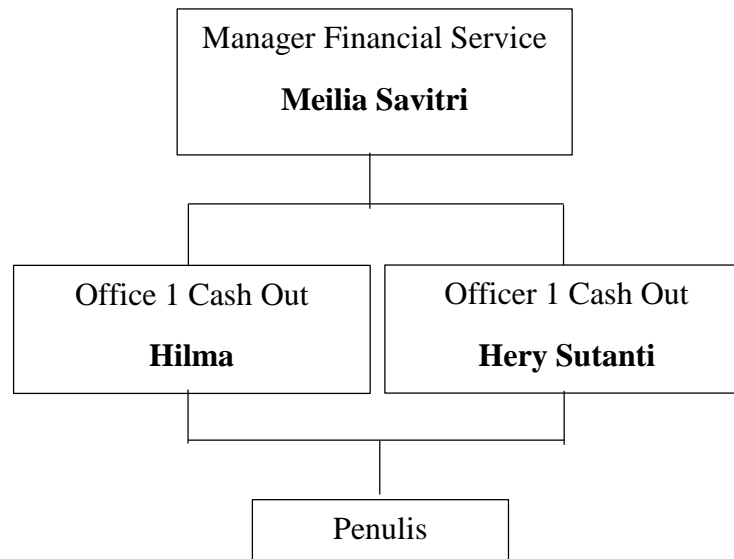 Manager Financial Service
Meilia Savitri
Office 1 Cash Out
Hilma
Officer 1 Cash Out
Hery Sutanti
Penulis